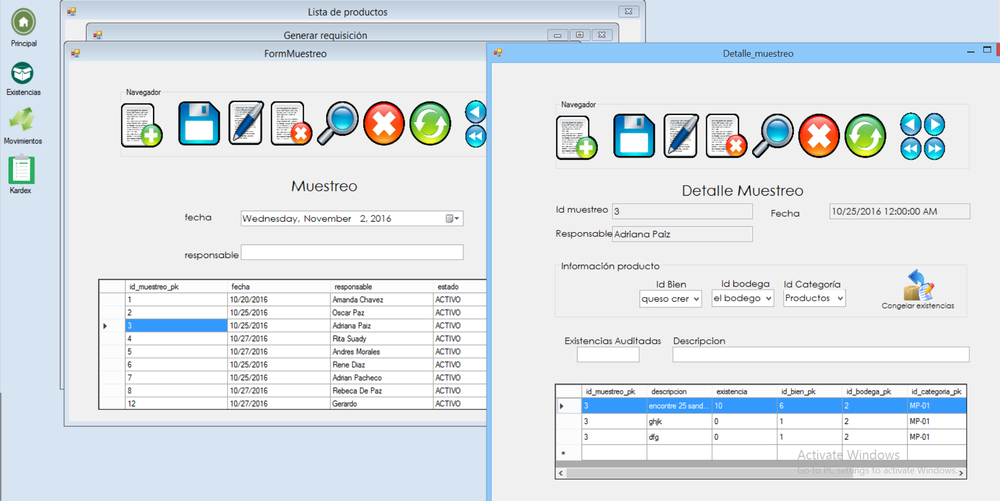 Principal
Existencias
Movimientos
Kardex
Lista de productos
Generar requisición
FormMuestreo
Navegador
Muestreo
fecha Wednesday, November 2, 2016
responsable
id_muestreo_pk fecha responsable estado
1 10/20/2016 Amanda Chavez ACTIVO
2 10/25/2016 Oscar Paz ACTIVO
3 10/25/2016 Adriana Paiz ACTIVO
4 10/27/2016 Rita Suady ACTIVO
5 10/27/2016 Andres Morales ACTIVO
6 10/25/2016 Rene Diaz ACTIVO
7 10/25/2016 Adrian Pacheco ACTIVO
8 10/27/2016 Rebeca De Paz ACTIVO
12 10/27/2016 Gerardo ACTIVO
Detalle_muestreo
Navegador
Detalle Muestreo
Id muestreo 3 Fecha 10/25/2016 12:00:00 AM
Responsable Adriana Paiz
Información producto
Id Bien Id bodega Id Categoría
queso crer el bodego Productos
Congelar existencias
Existencias Auditadas Descripcion
id_muestreo_pk descripcion existencia id_bien_pk id_bodega_pk id_categoria_pk
3 encontre 25 sand... 10 6 2 MP-01
3 ghjk 0 1 2 MP-01
3 dfg 0 1 2 MP-01
Activate Windows
Go to PC settings to activate Windows.